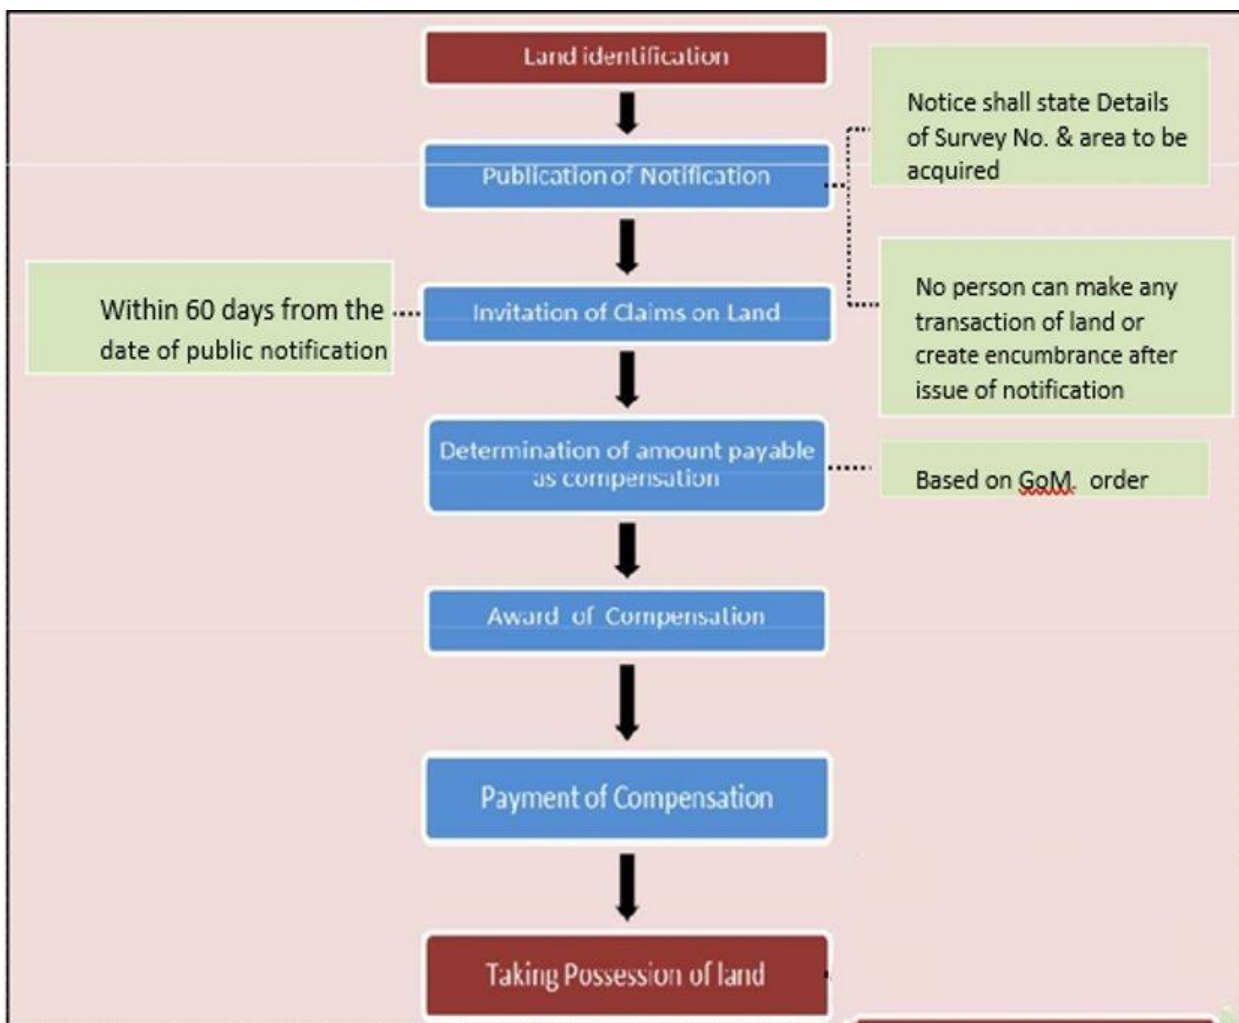 Land identification
Notice shall state Details
of Survey No. & area to be
acquired
Publication of Notification
No person can make any
transaction of land or
create encumbrance after
issue of notification
Within 60 days from the
date of public notification
Invitation of Claims on Land
Determination of amount payable
as compensation
Based on GoM. order
Award of Compensation
Payment of Compensation
Taking Possession of land